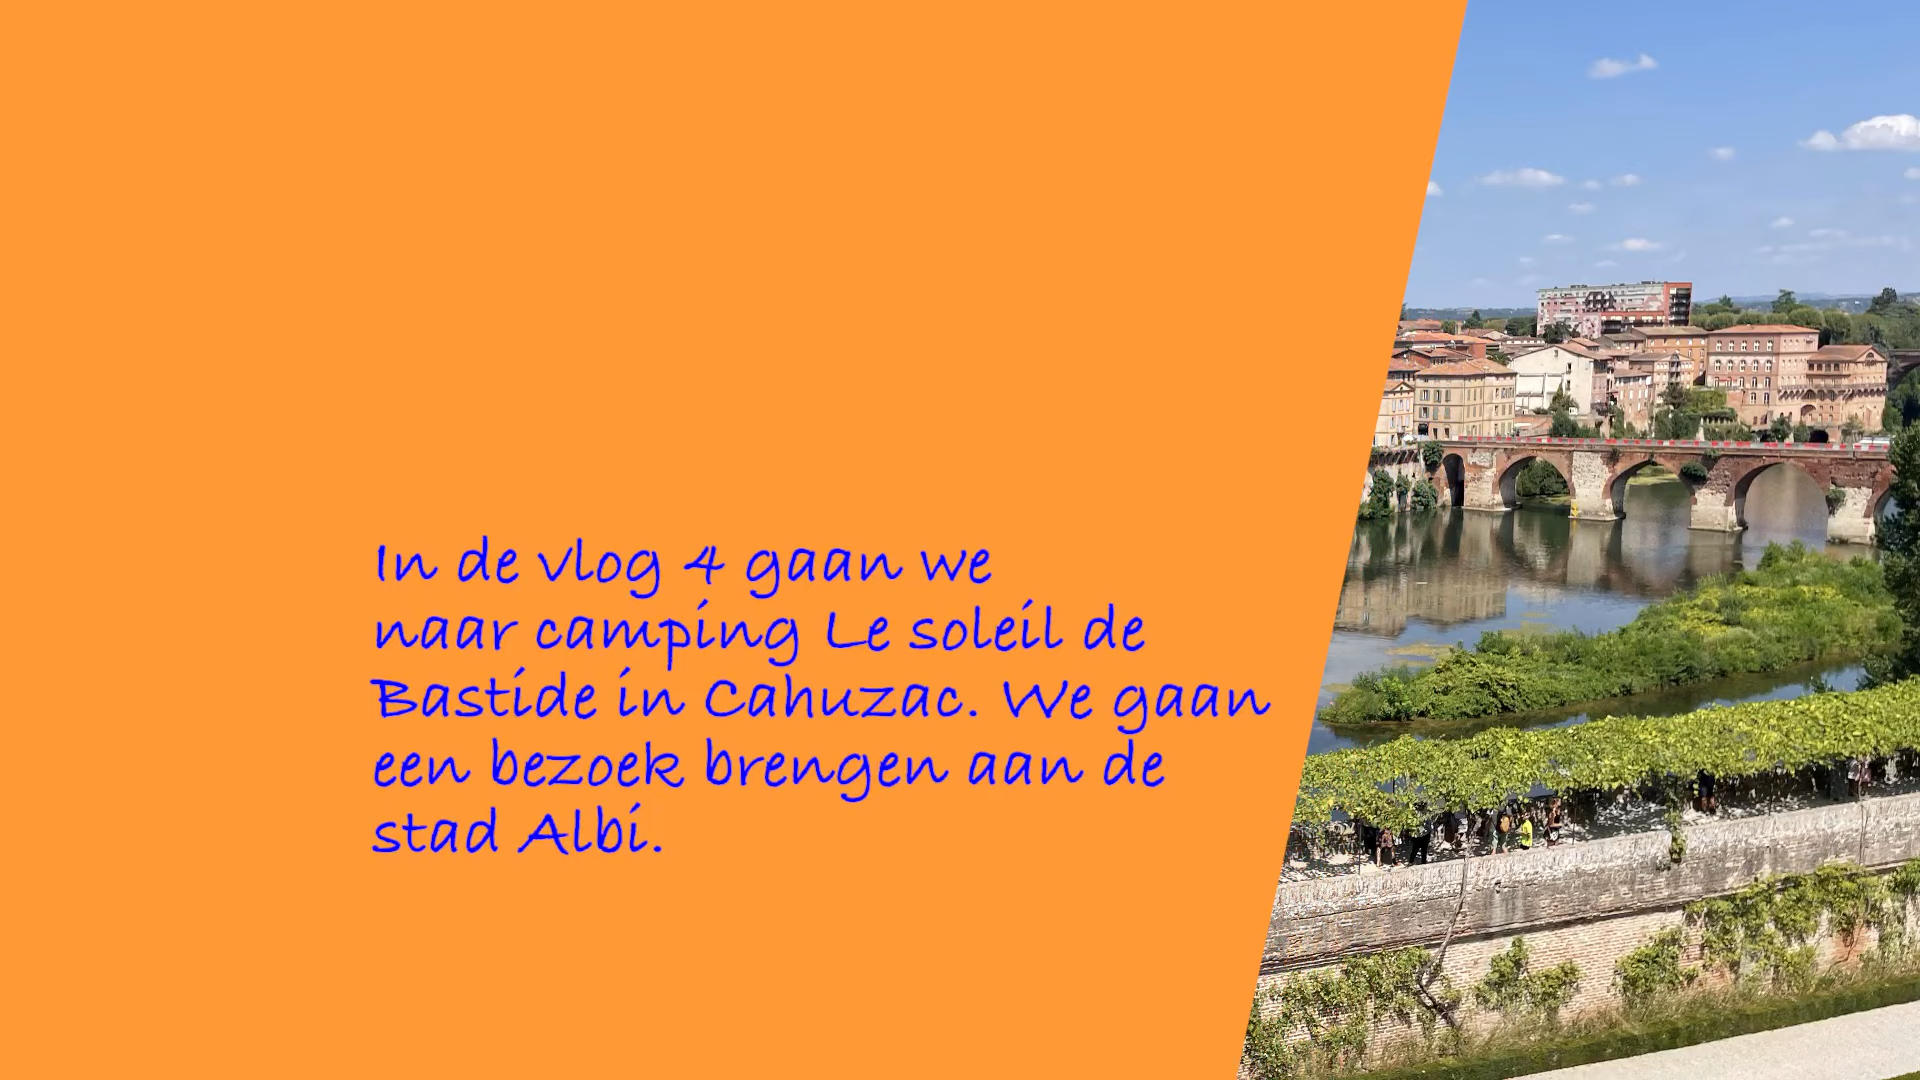 In de vlog 4 gaan we
naar camping Le soleil de
Bastide in Cahuzac. We gaan
een bezoek brengen aan de
stad Albi.